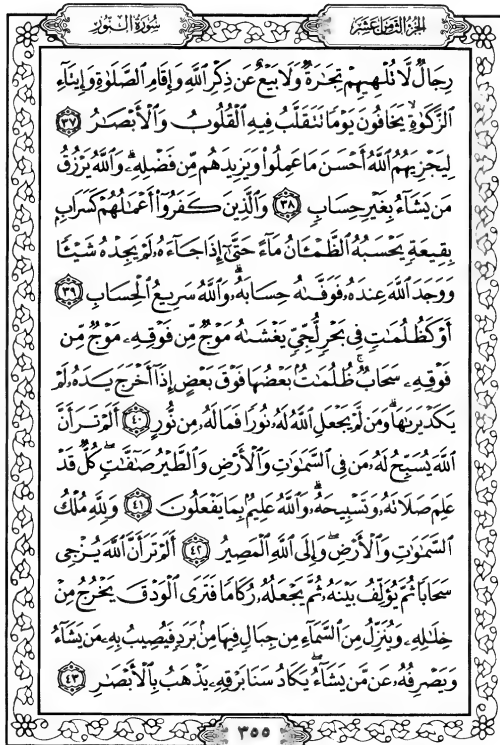 الجزء الثامن عشر
سورة النور
رِجَالٌ لَّا تُلْهِيهِمْ تِجَٰرَةٌ وَلَا بَيْعٌ عَن ذِكْرِ ٱللَّهِ وَإِقَامِ ٱلصَّلَوٰةِ وَإِيتَآءِ
ٱلزَّكَوٰةِ يَخَافُونَ يَوْمًا تَتَقَلَّبُ فِيهِ ٱلْقُلُوبُ وَٱلْأَبْصَٰرُ ٣٧
لِيَجْزِيَهُمُ ٱللَّهُ أَحْسَنَ مَا عَمِلُوا۟ وَيَزِيدَهُم مِّن فَضْلِهِۦ وَٱللَّهُ يَرْزُقُ
مَن يَشَآءُ بِغَيْرِ حِسَابٍ ٣٨ وَٱلَّذِينَ كَفَرُوٓا۟ أَعْمَٰلُهُمْ كَسَرَابٍۭ
بِقِيعَةٍ يَحْسَبُهُ ٱلظَّمْـَٔانُ مَآءً حَتَّىٰٓ إِذَا جَآءَهُۥ لَمْ يَجِدْهُ شَيْـًٔا
وَوَجَدَ ٱللَّهَ عِندَهُۥ فَوَفَّىٰهُ حِسَابَهُۥ ۗ وَٱللَّهُ سَرِيعُ ٱلْحِسَابِ ٣٩
أَوْ كَظُلُمَٰتٍ فِى بَحْرٍ لُّجِّىٍّ يَغْشَىٰهُ مَوْجٌ مِّن فَوْقِهِۦ مَوْجٌ مِّن
فَوْقِهِۦ سَحَابٌ ۚ ظُلُمَٰتٌۢ بَعْضُهَا فَوْقَ بَعْضٍ إِذَآ أَخْرَجَ يَدَهُۥ لَمْ
يَكَدْ يَرَىٰهَا ۗ وَمَن لَّمْ يَجْعَلِ ٱللَّهُ لَهُۥ نُورًا فَمَا لَهُۥ مِن نُّورٍ ٤٠ أَلَمْ تَرَ أَنَّ
ٱللَّهَ يُسَبِّحُ لَهُۥ مَن فِى ٱلسَّمَٰوَٰتِ وَٱلْأَرْضِ وَٱلطَّيْرُ صَٰٓفَّٰتٍ ۖ كُلٌّ قَدْ
عَلِمَ صَلَاتَهُۥ وَتَسْبِيحَهُۥ ۗ وَٱللَّهُ عَلِيمٌۢ بِمَا يَفْعَلُونَ ٤١ وَلِلَّهِ مُلْكُ
ٱلسَّمَٰوَٰتِ وَٱلْأَرْضِ ۖ وَإِلَى ٱللَّهِ ٱلْمَصِيرُ ٤٢ أَلَمْ تَرَ أَنَّ ٱللَّهَ يُزْجِى
سَحَابًا ثُمَّ يُؤَلِّفُ بَيْنَهُۥ ثُمَّ يَجْعَلُهُۥ رُكَامًا فَتَرَى ٱلْوَدْقَ يَخْرُجُ مِنْ
خِلَٰلِهِۦ وَيُنَزِّلُ مِنَ ٱلسَّمَآءِ مِن جِبَالٍ فِيهَا مِنۢ بَرَدٍ فَيُصِيبُ بِهِۦ مَن يَشَآءُ
وَيَصْرِفُهُۥ عَن مَّن يَشَآءُ ۖ يَكَادُ سَنَا بَرْقِهِۦ يَذْهَبُ بِٱلْأَبْصَٰرِ ٤٣
٣٥٥